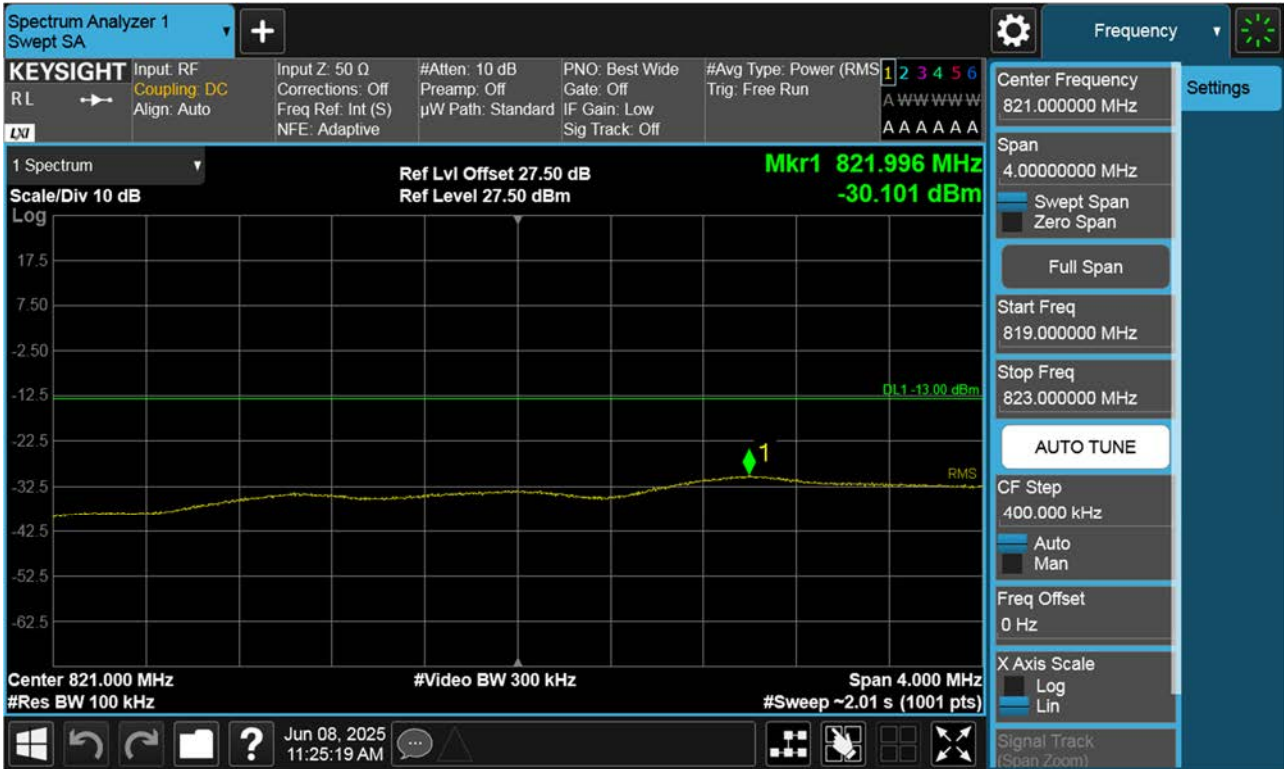 Spectrum Analyzer 1
Swept SA
+
Frequency
KEYSIGHT
RL
LXI
Input: RF
Coupling: DC
Align: Auto
Input Z: 50 Ω
Corrections: Off
Freq Ref: Int (S)
NFE: Adaptive
#Atten: 10 dB
Preamp: Off
µW Path: Standard
PNO: Best Wide
Gate: Off
IF Gain: Low
Sig Track: Off
#Avg Type: Power (RMS
Trig: Free Run
1 2 3 4 5 6
A W W W W W
A A A A A A
1 Spectrum
Scale/Div 10 dB
Log
Ref Lvl Offset 27.50 dB
Ref Level 27.50 dBm
Mkr1 821.996 MHz
-30.101 dBm
17.5
7.50
-2.50
-12.5
-22.5
-32.5
-42.5
-52.5
-62.5
DL1 -13.00 dBm
1
RMS
Center 821.000 MHz
#Res BW 100 kHz
#Video BW 300 kHz
Span 4.000 MHz
#Sweep ~2.01 s (1001 pts)
Center Frequency
821.000000 MHz
Span
4.00000000 MHz
Swept Span
Zero Span
Full Span
Start Freq
819.000000 MHz
Stop Freq
823.000000 MHz
AUTO TUNE
CF Step
400.000 kHz
Auto
Man
Freq Offset
0 Hz
X Axis Scale
Log
Lin
Signal Track
(Span Zoom)
Settings
?
Jun 08, 2025
11:25:19 AM